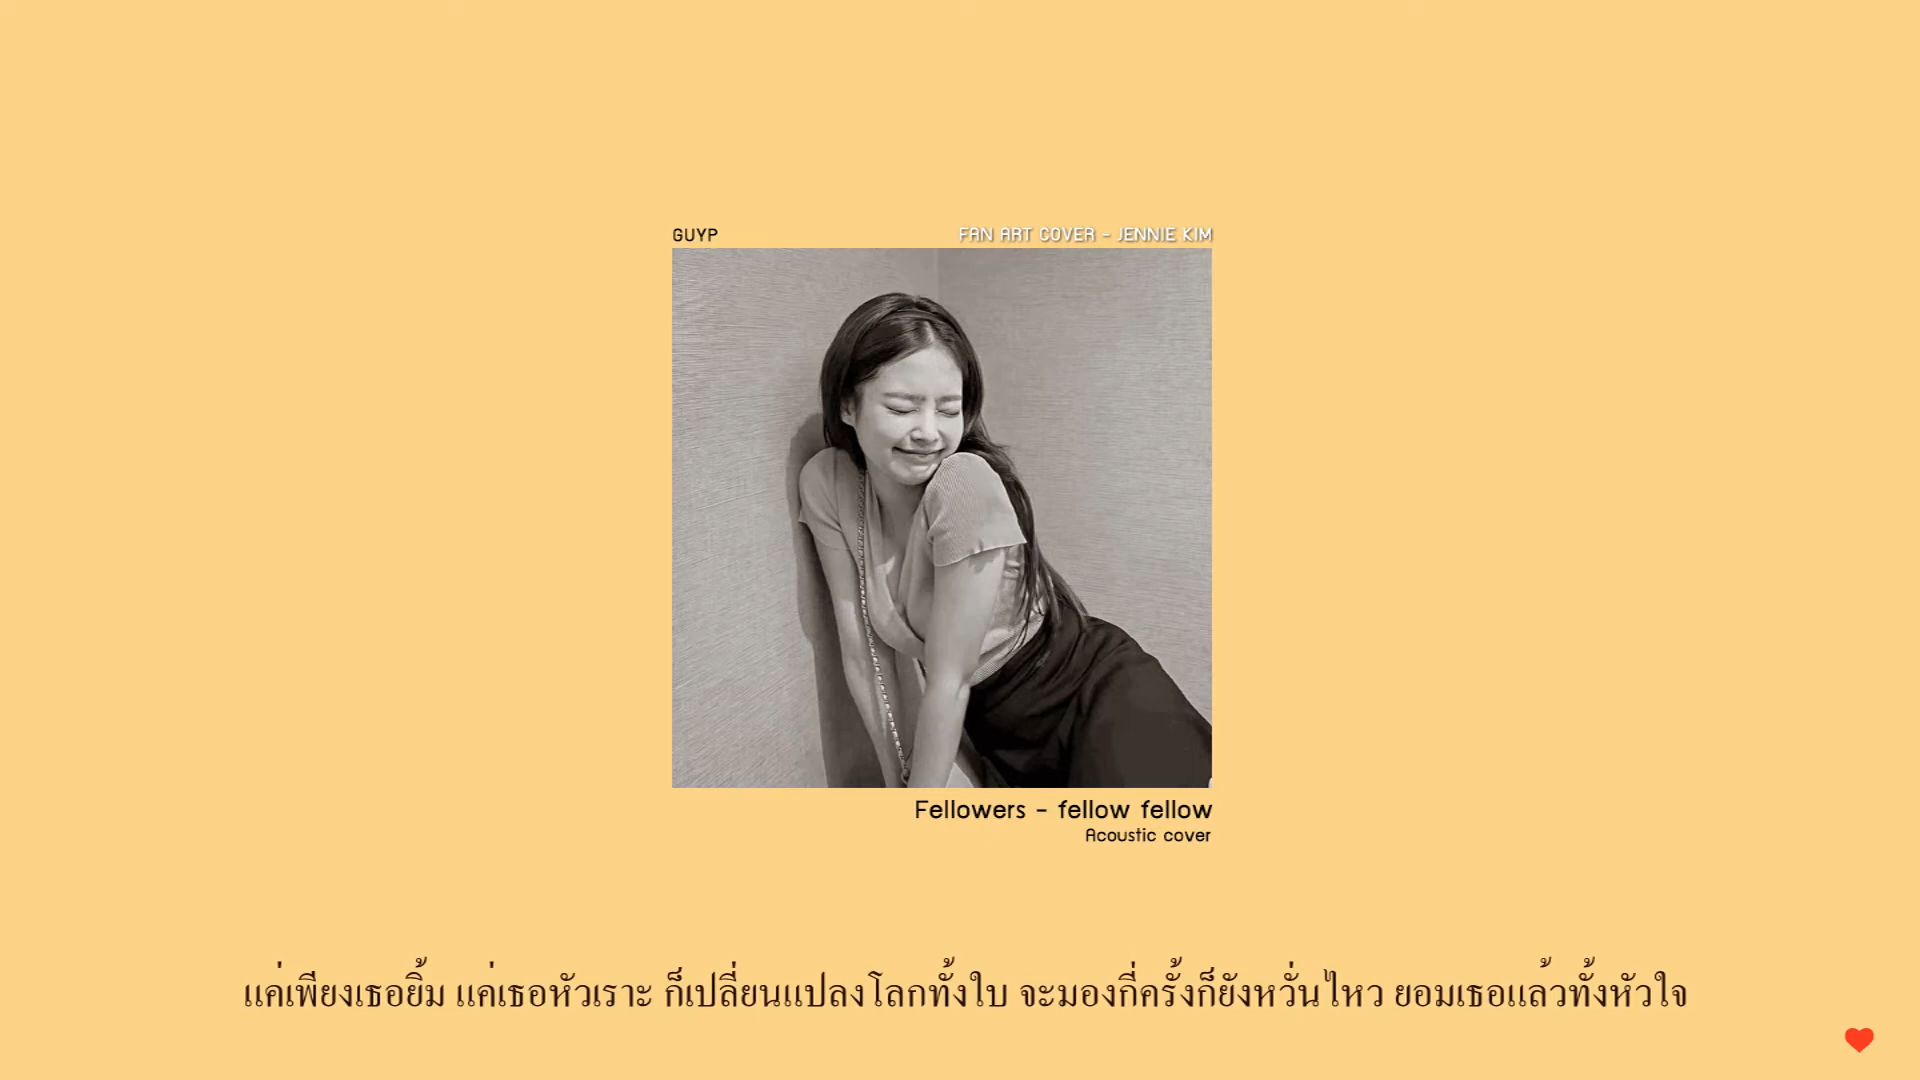 GUYP
FAN ART COVER - JENNIE KIM
Fellowers - fellow fellow
Acoustic cover
แค่เพียงเธอยิ้ม แค่เธอหัวเราะ ก็เปลี่ยนแปลงโลกทั้งใบ จะมองกี่ครั้งก็ยังหวั่นไหว ยอมเธอแล้วทั้งหัวใจ